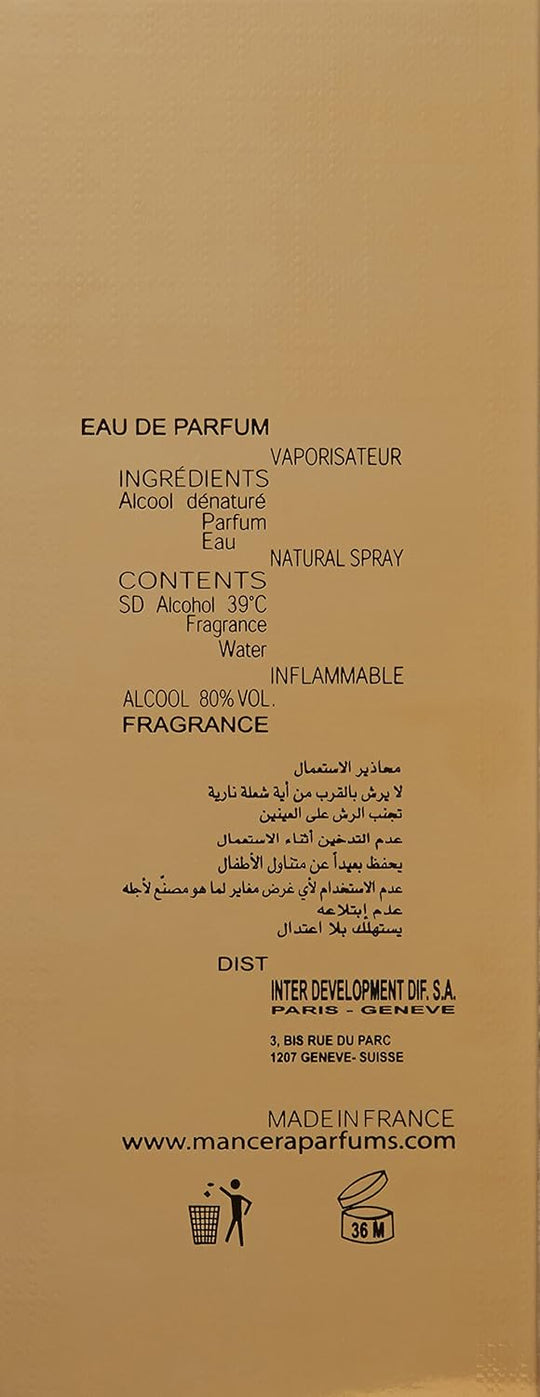 EAU DE PARFUM
VAPORISATEUR
INGRÉDIENTS
Alcool dénaturé
Parfum
Eau
NATURAL SPRAY
CONTENTS
SD Alcohol 39°C
Fragrance
Water
INFLAMMABLE
ALCOOL 80% VOL.
FRAGRANCE
محاذير الاستعمال
لا يرش بالقرب من أية شعلة نارية
تجنب الرش على العينين
عدم التدخين أثناء الاستعمال
يحفظ بعيداً عن متناول الأطفال
عدم الاستخدام لأي غرض مغاير لما هو مصنّع لأجله
عدم إبتلاعه
يستهلك بلا اعتدال
DIST
INTER DEVELOPMENT DIF. S.A.
PARIS - GENEVE
3, BIS RUE DU PARC
1207 GENEVE- SUISSE
MADE IN FRANCE
www.manceraparfums.com
36 M